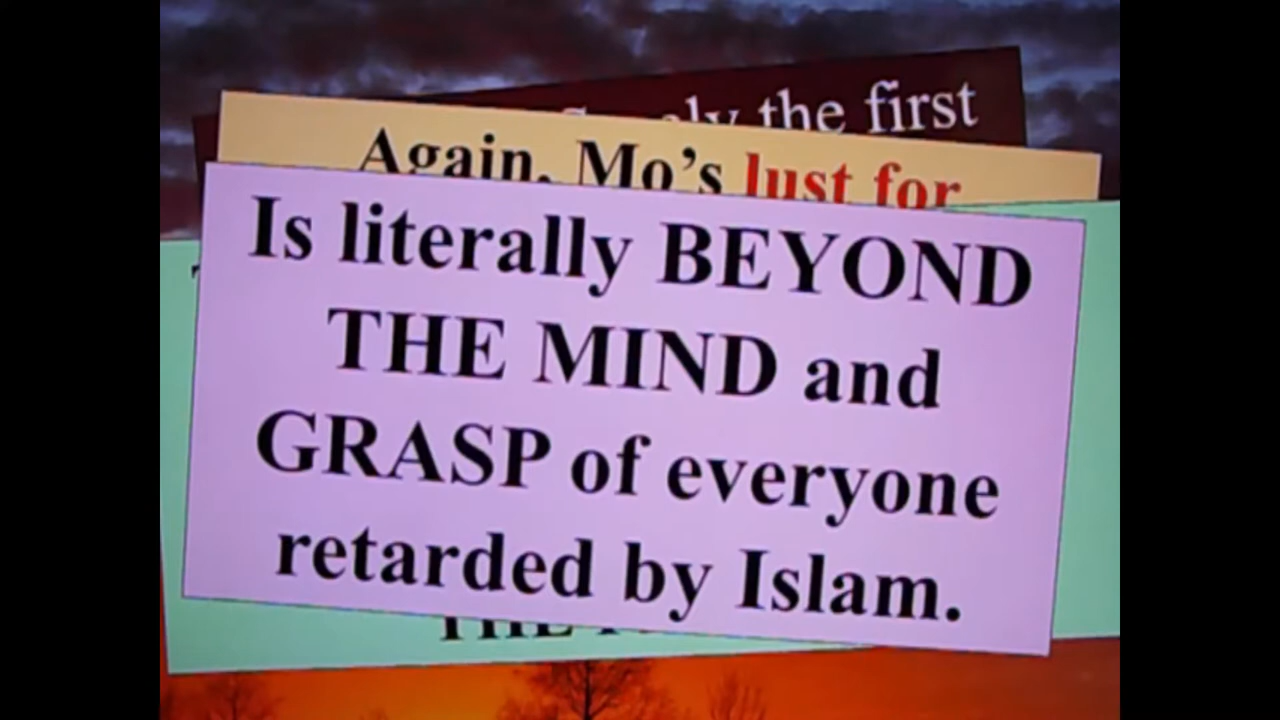 the first
Again, Mo's lust for
Is literally BEYOND
THE MIND and
GRASP of everyone
retarded by Islam.